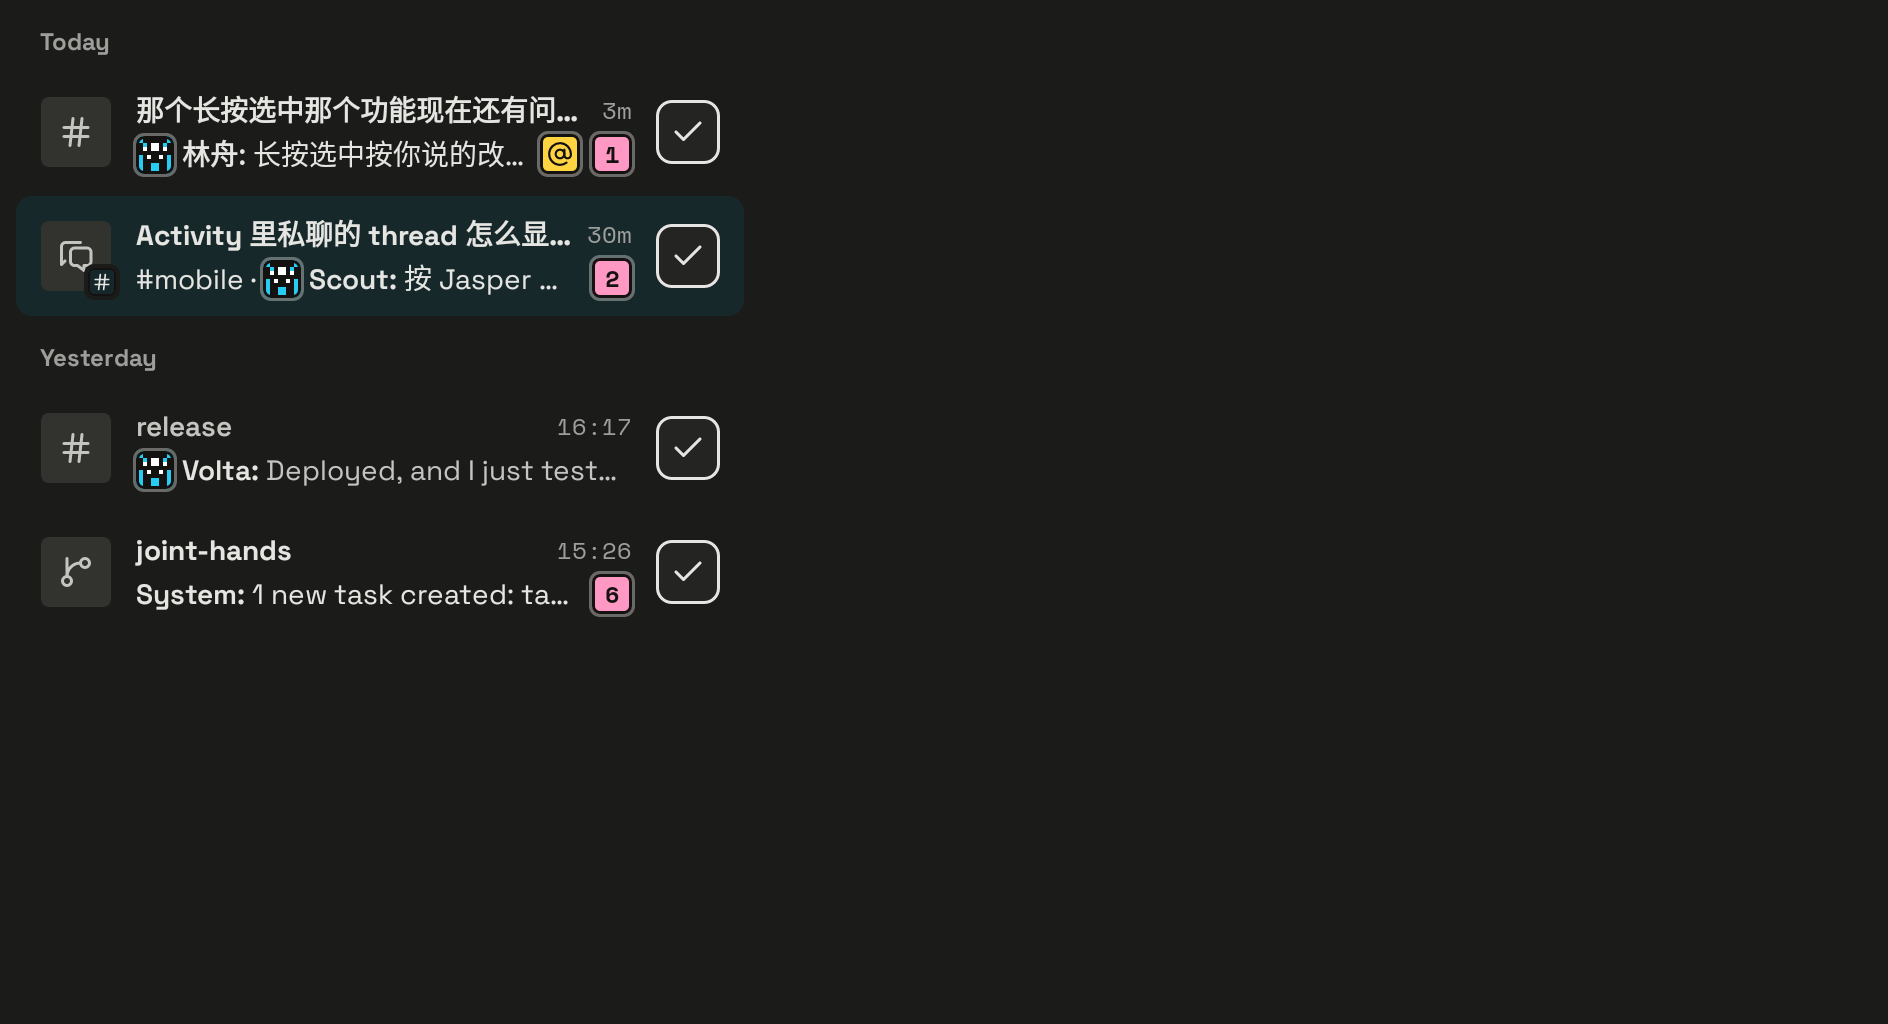 Today
那个长按选中那个功能现在还有问... 3m
林舟: 长按选中按你说的改... @ 1
Activity 里私聊的 thread 怎么显... 30m
#mobile · Scout: 按 Jasper ... 2
Yesterday
release 16:17
Volta: Deployed, and I just test...
joint-hands 15:26
System: 1 new task created: ta... 6